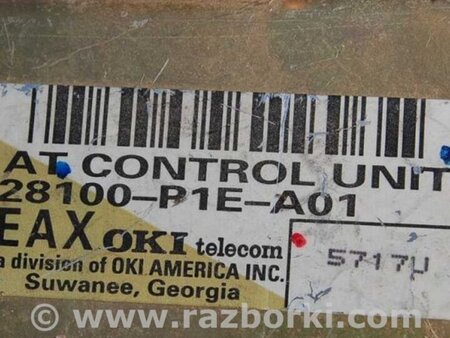 AT CONTROL UNIT
28100-P1E-A01
EAX OKI telecom
a division of OKI AMERICA INC.
Suwanee, Georgia
5717U
www.razborki.com